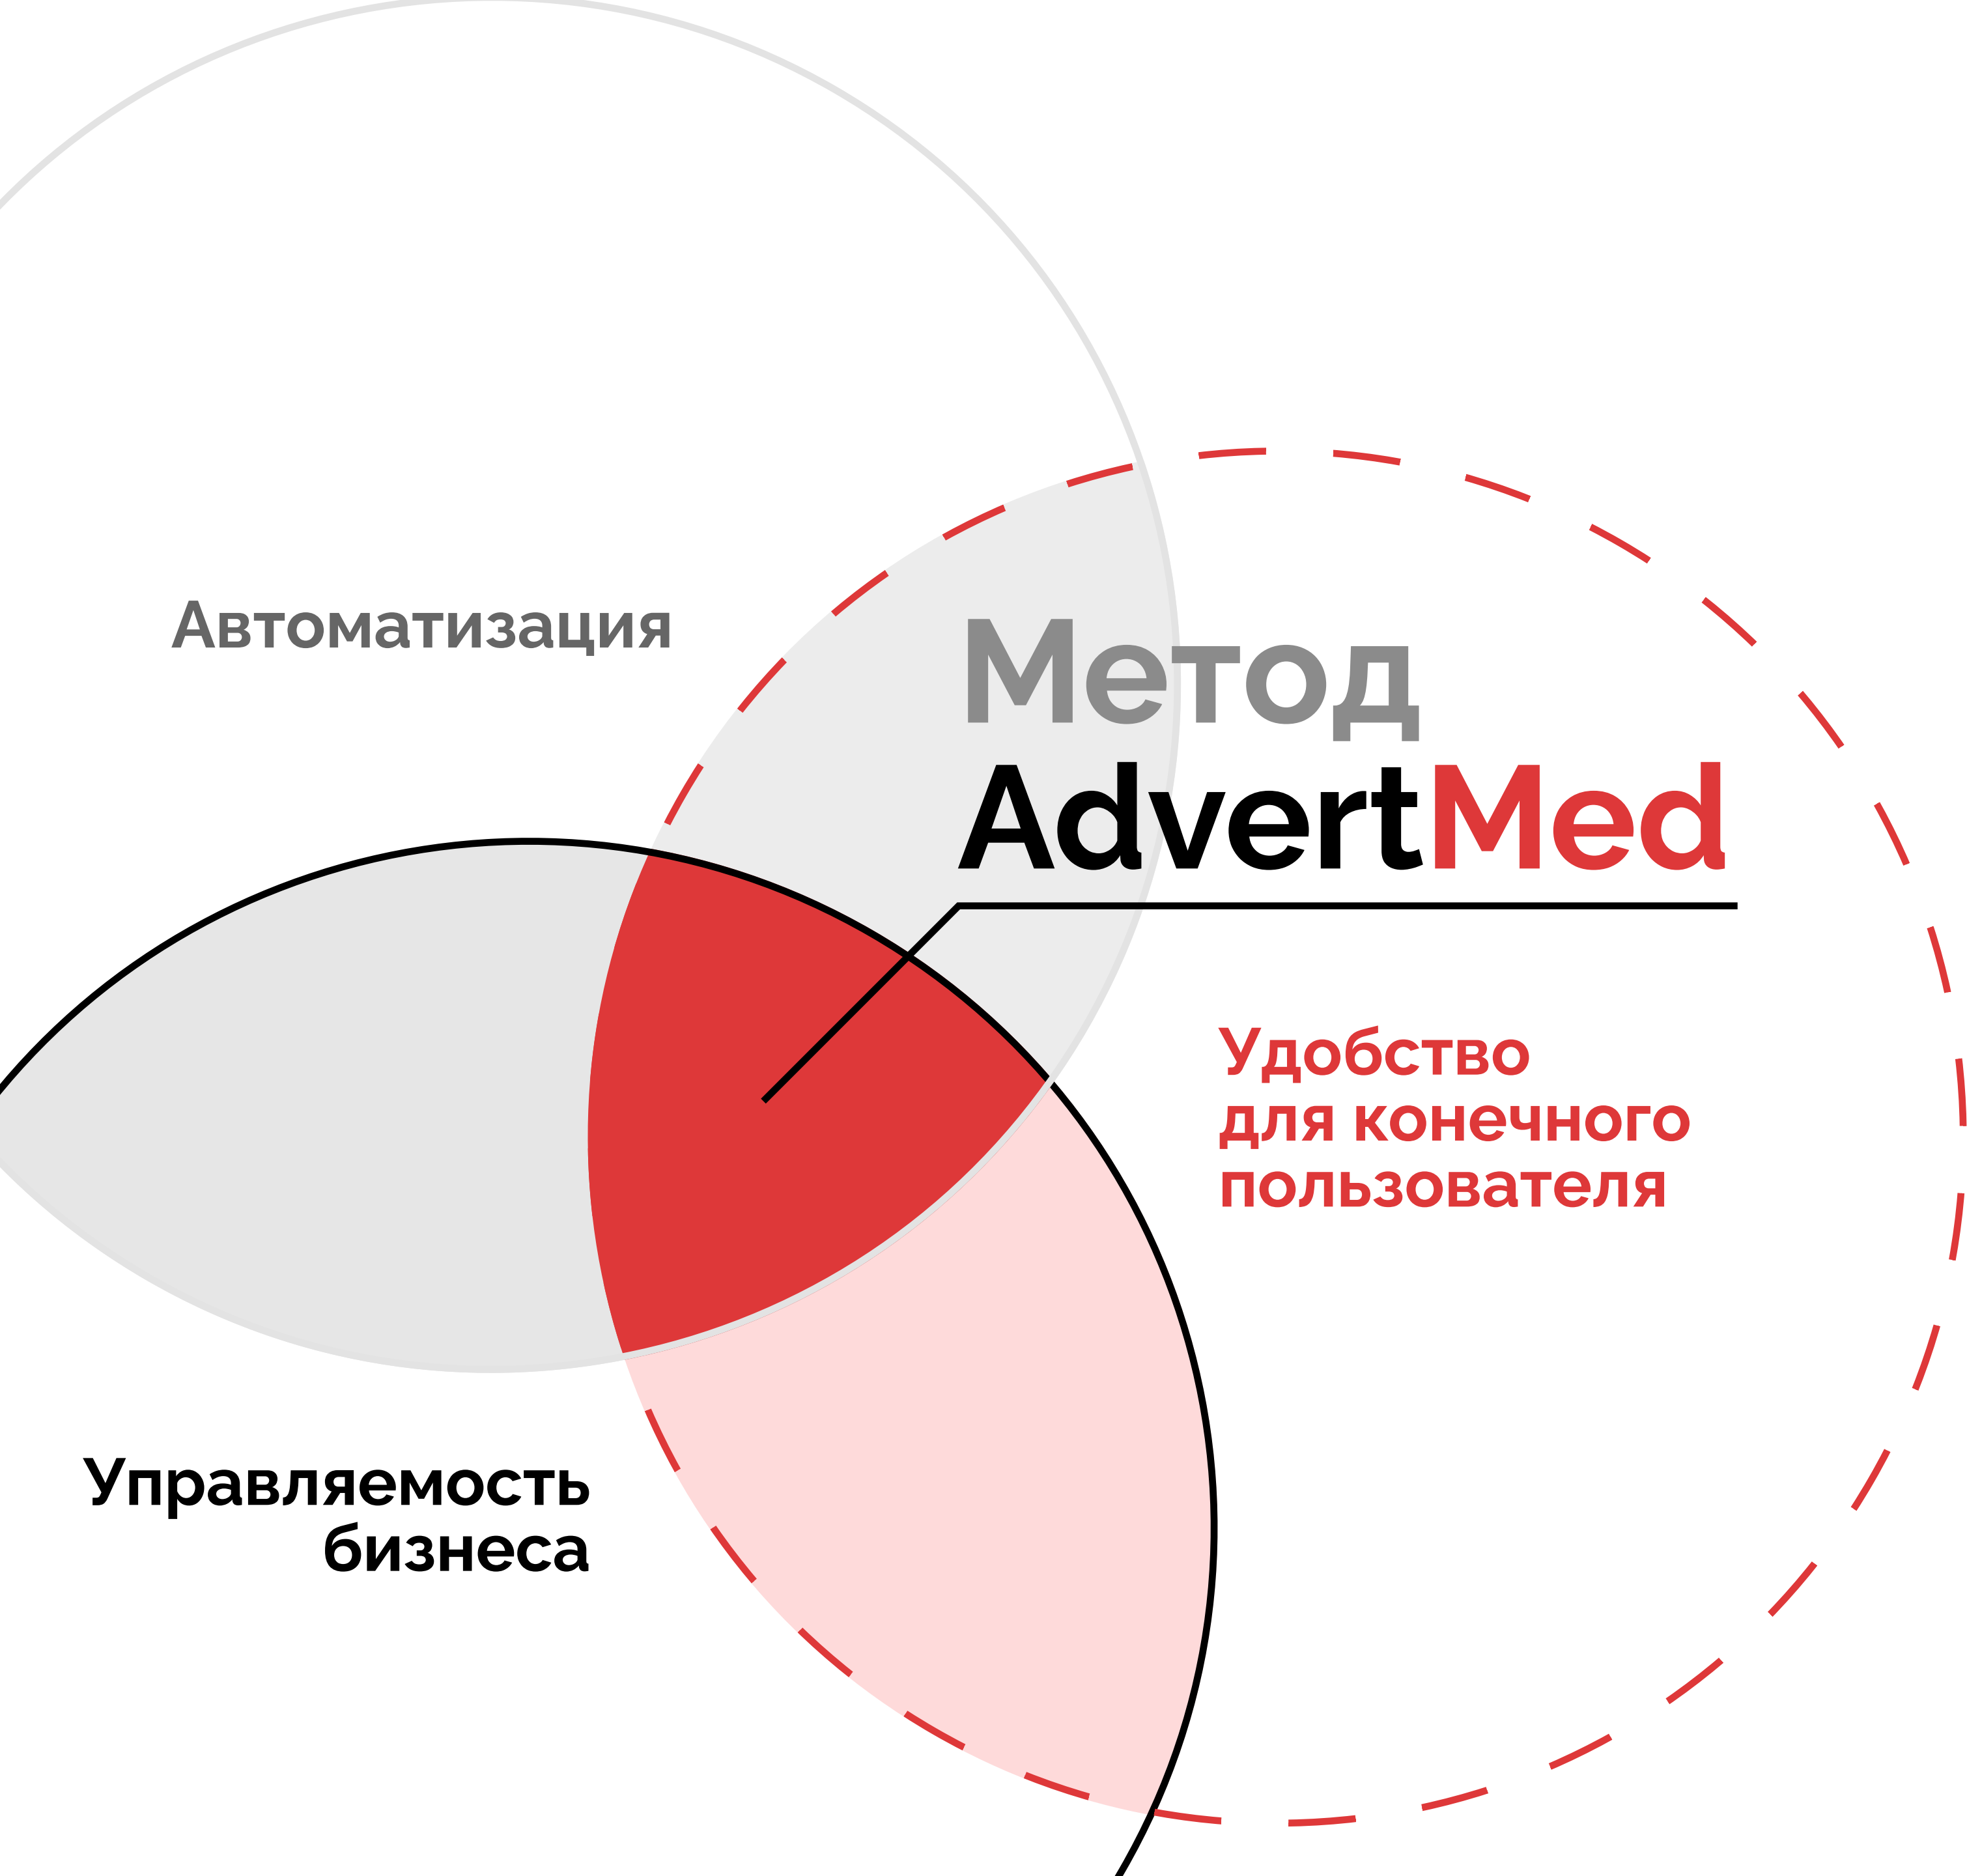 Автоматизация
Метод
AdvertMed
Удобство
для конечного
пользователя
Управляемость
бизнеса